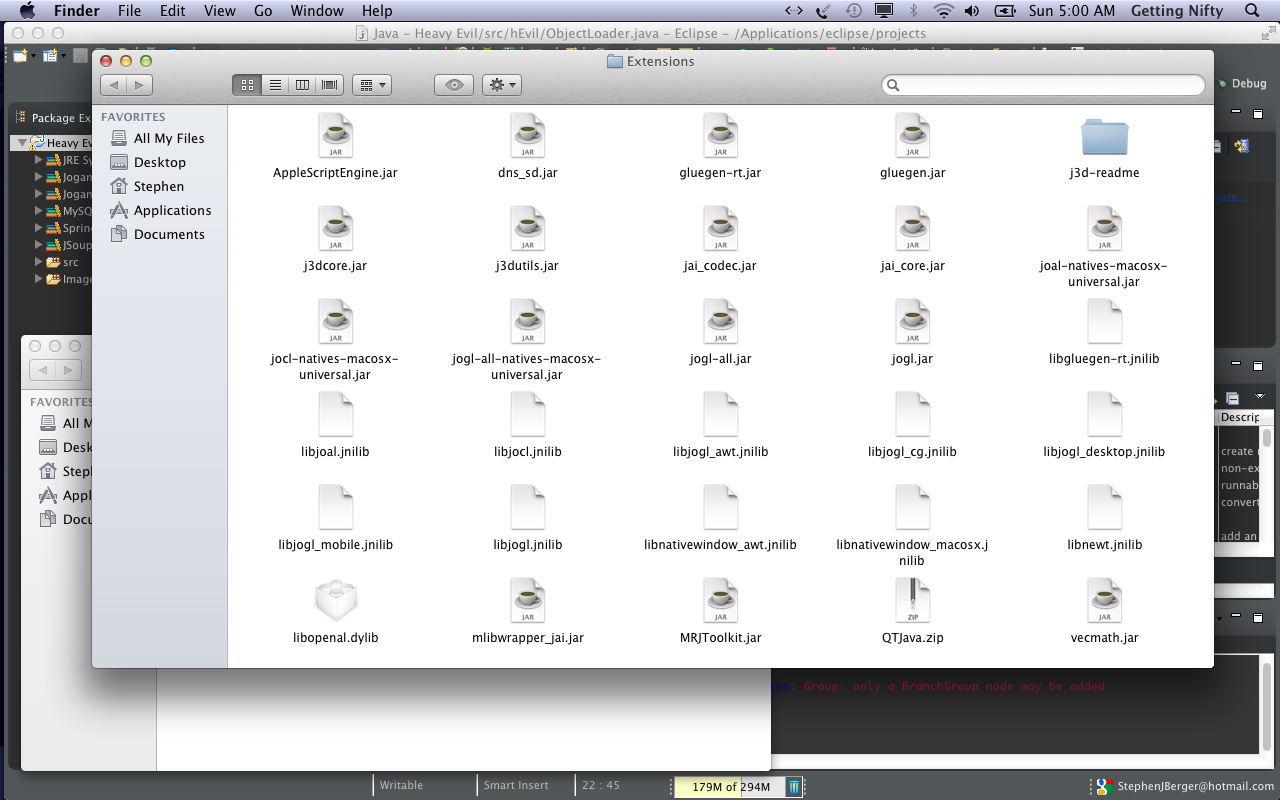 Finder File Edit View Go Window Help Sun 5:00 AM Getting Nifty
Java – Heavy Evil/src/hEvil/ObjectLoader.java – Eclipse – /Applications/eclipse/projects
Extensions
Debug
Package Ex
Heavy Evi
JRE Sy
Jogan
Jogan
MySQ
Sprin
JSoup
src
Image
FAVORITES
All My Files
Desktop
Stephen
Applications
Documents
AppleScriptEngine.jar
dns_sd.jar
gluegen-rt.jar
gluegen.jar
j3d-readme
j3dcore.jar
j3dutils.jar
jai_codec.jar
jai_core.jar
joal-natives-macosx-
universal.jar
jocl-natives-macosx-
universal.jar
jogl-all-natives-macosx-
universal.jar
jogl-all.jar
jogl.jar
libgluegen-rt.jnilib
libjoal.jnilib
libjocl.jnilib
libjogl_awt.jnilib
libjogl_cg.jnilib
libjogl_desktop.jnilib
libjogl_mobile.jnilib
libjogl.jnilib
libnativewindow_awt.jnilib
libnativewindow_macosx.j
nilib
libnewt.jnilib
libopenal.dylib
mlibwrapper_jai.jar
MRJToolkit.jar
QTJava.zip
vecmath.jar
FAVORITES
All M
Desk
Step
Appl
Docu
vate...
Descrip
create r
non-ex
runnab
convert
add an
on: Group: only a BranchGroup node may be added
Writable Smart Insert 22 : 45 179M of 294M StephenJBerger@hotmail.com